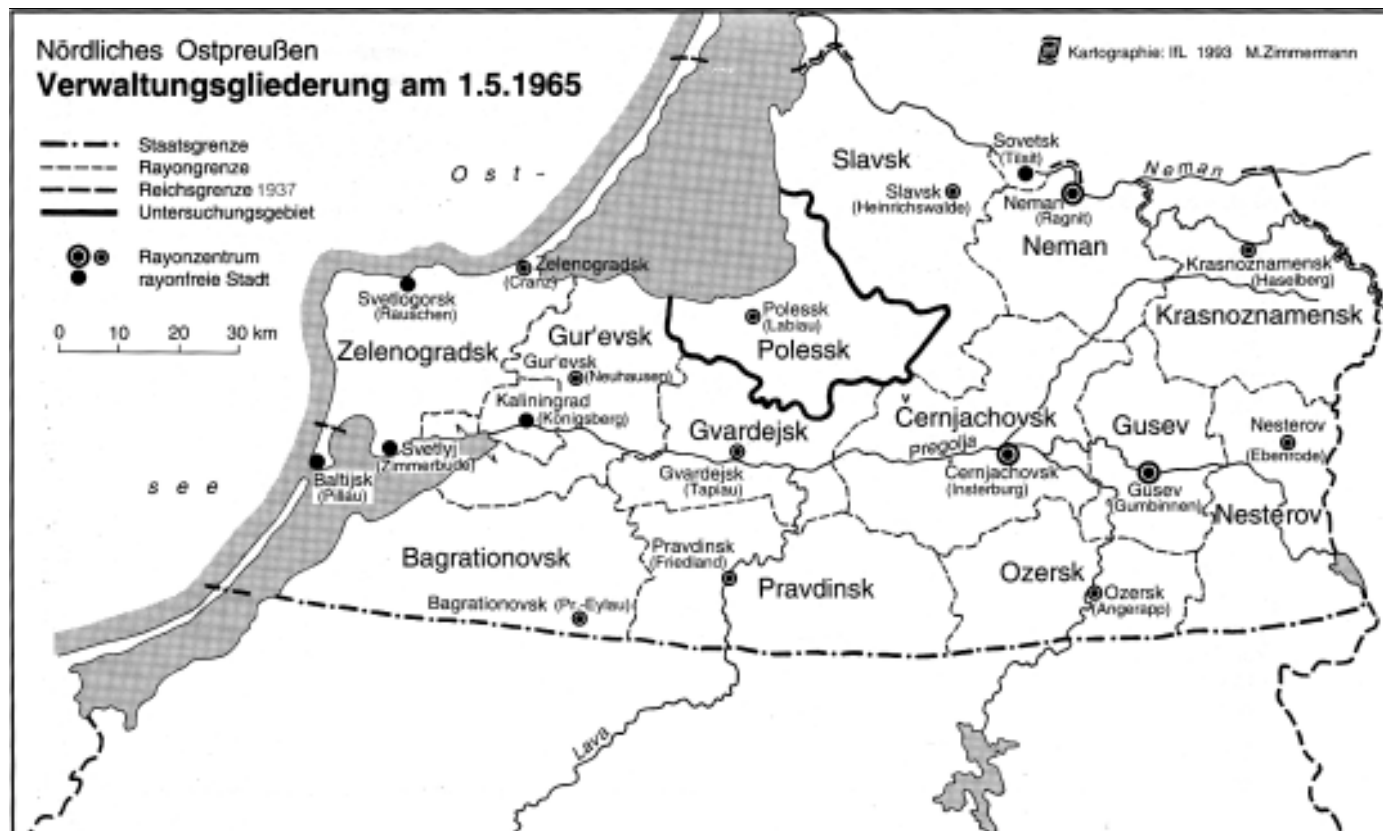 Nördliches Ostpreußen
Verwaltungsgliederung am 1.5.1965
Kartographie: IfL 1993 M.Zimmermann
Staatsgrenze
Rayongrenze
Reichsgrenze 1937
Untersuchungsgebiet
Rayonzentrum
rayonfreie Stadt
0 10 20 30 km
Ost-
see
Slavsk
Slavsk
(Heinrichswalde)
Sovetsk
(Tilsit)
Neman
Neman
(Ragnit)
Neman
Krasnoznamensk
(Haselberg)
Krasnoznamensk
Zelenogradsk
(Cranz)
Svetlogorsk
(Rauschen)
Zelenogradsk
Gur'evsk
Gur'evsk
(Neuhausen)
Polessk
(Labiau)
Polessk
Kaliningrad
(Königsberg)
Svetlyj
(Zimmerbude)
Baltijsk
(Pillau)
Gvardejsk
Gvardejsk
(Tapiau)
Černjachovsk
Pregolja
Černjachovsk
(Insterburg)
Gusev
Gusev
(Gumbinnen)
Nesterov
(Ebenrode)
Nesterov
Bagrationovsk
Bagrationovsk (Pr.-Eylau)
Pravdinsk
(Friedland)
Pravdinsk
Ozersk
Ozersk
(Angerapp)
Lava